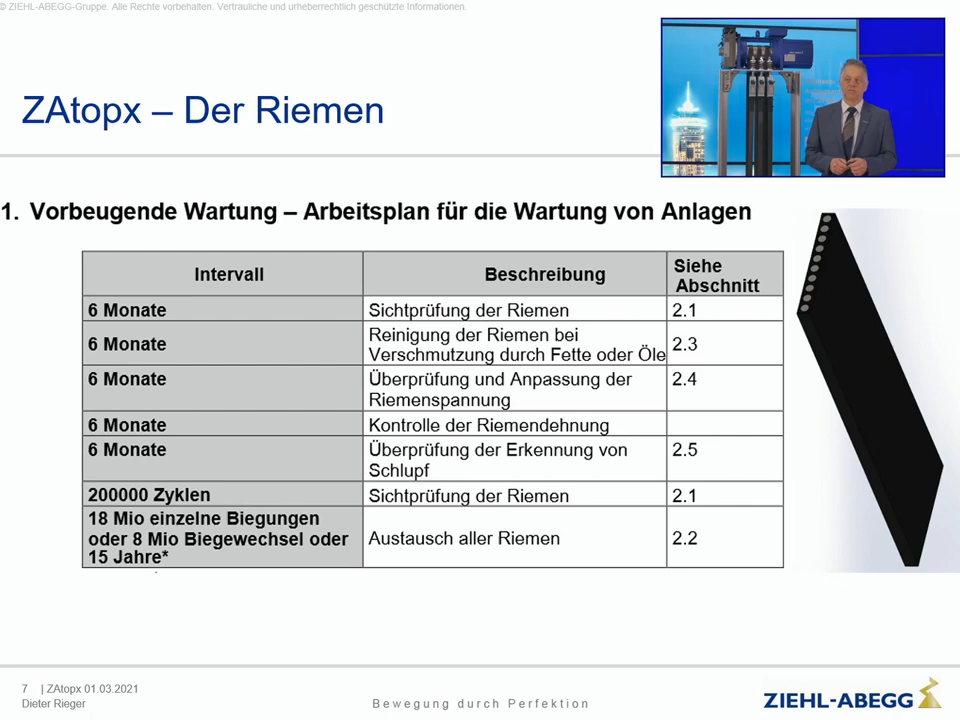 © ZIEHL-ABEGG-Gruppe. Alle Rechte vorbehalten. Vertrauliche und urheberrechtlich geschützte Informationen.
ZAtopx – Der Riemen
1. Vorbeugende Wartung – Arbeitsplan für die Wartung von Anlagen
Intervall Beschreibung Siehe
Abschnitt
6 Monate Sichtprüfung der Riemen 2.1
6 Monate Reinigung der Riemen bei
Verschmutzung durch Fette oder Öle 2.3
6 Monate Überprüfung und Anpassung der 2.4
Riemenspannung
6 Monate Kontrolle der Riemendehnung
6 Monate Überprüfung der Erkennung von 2.5
Schlupf
200000 Zyklen Sichtprüfung der Riemen 2.1
18 Mio einzelne Biegungen
oder 8 Mio Biegewechsel oder Austausch aller Riemen 2.2
15 Jahre*
7 | ZAtopx 01.03.2021
Dieter Rieger
Bewegung durch Perfektion
ZIEHL-ABEGG